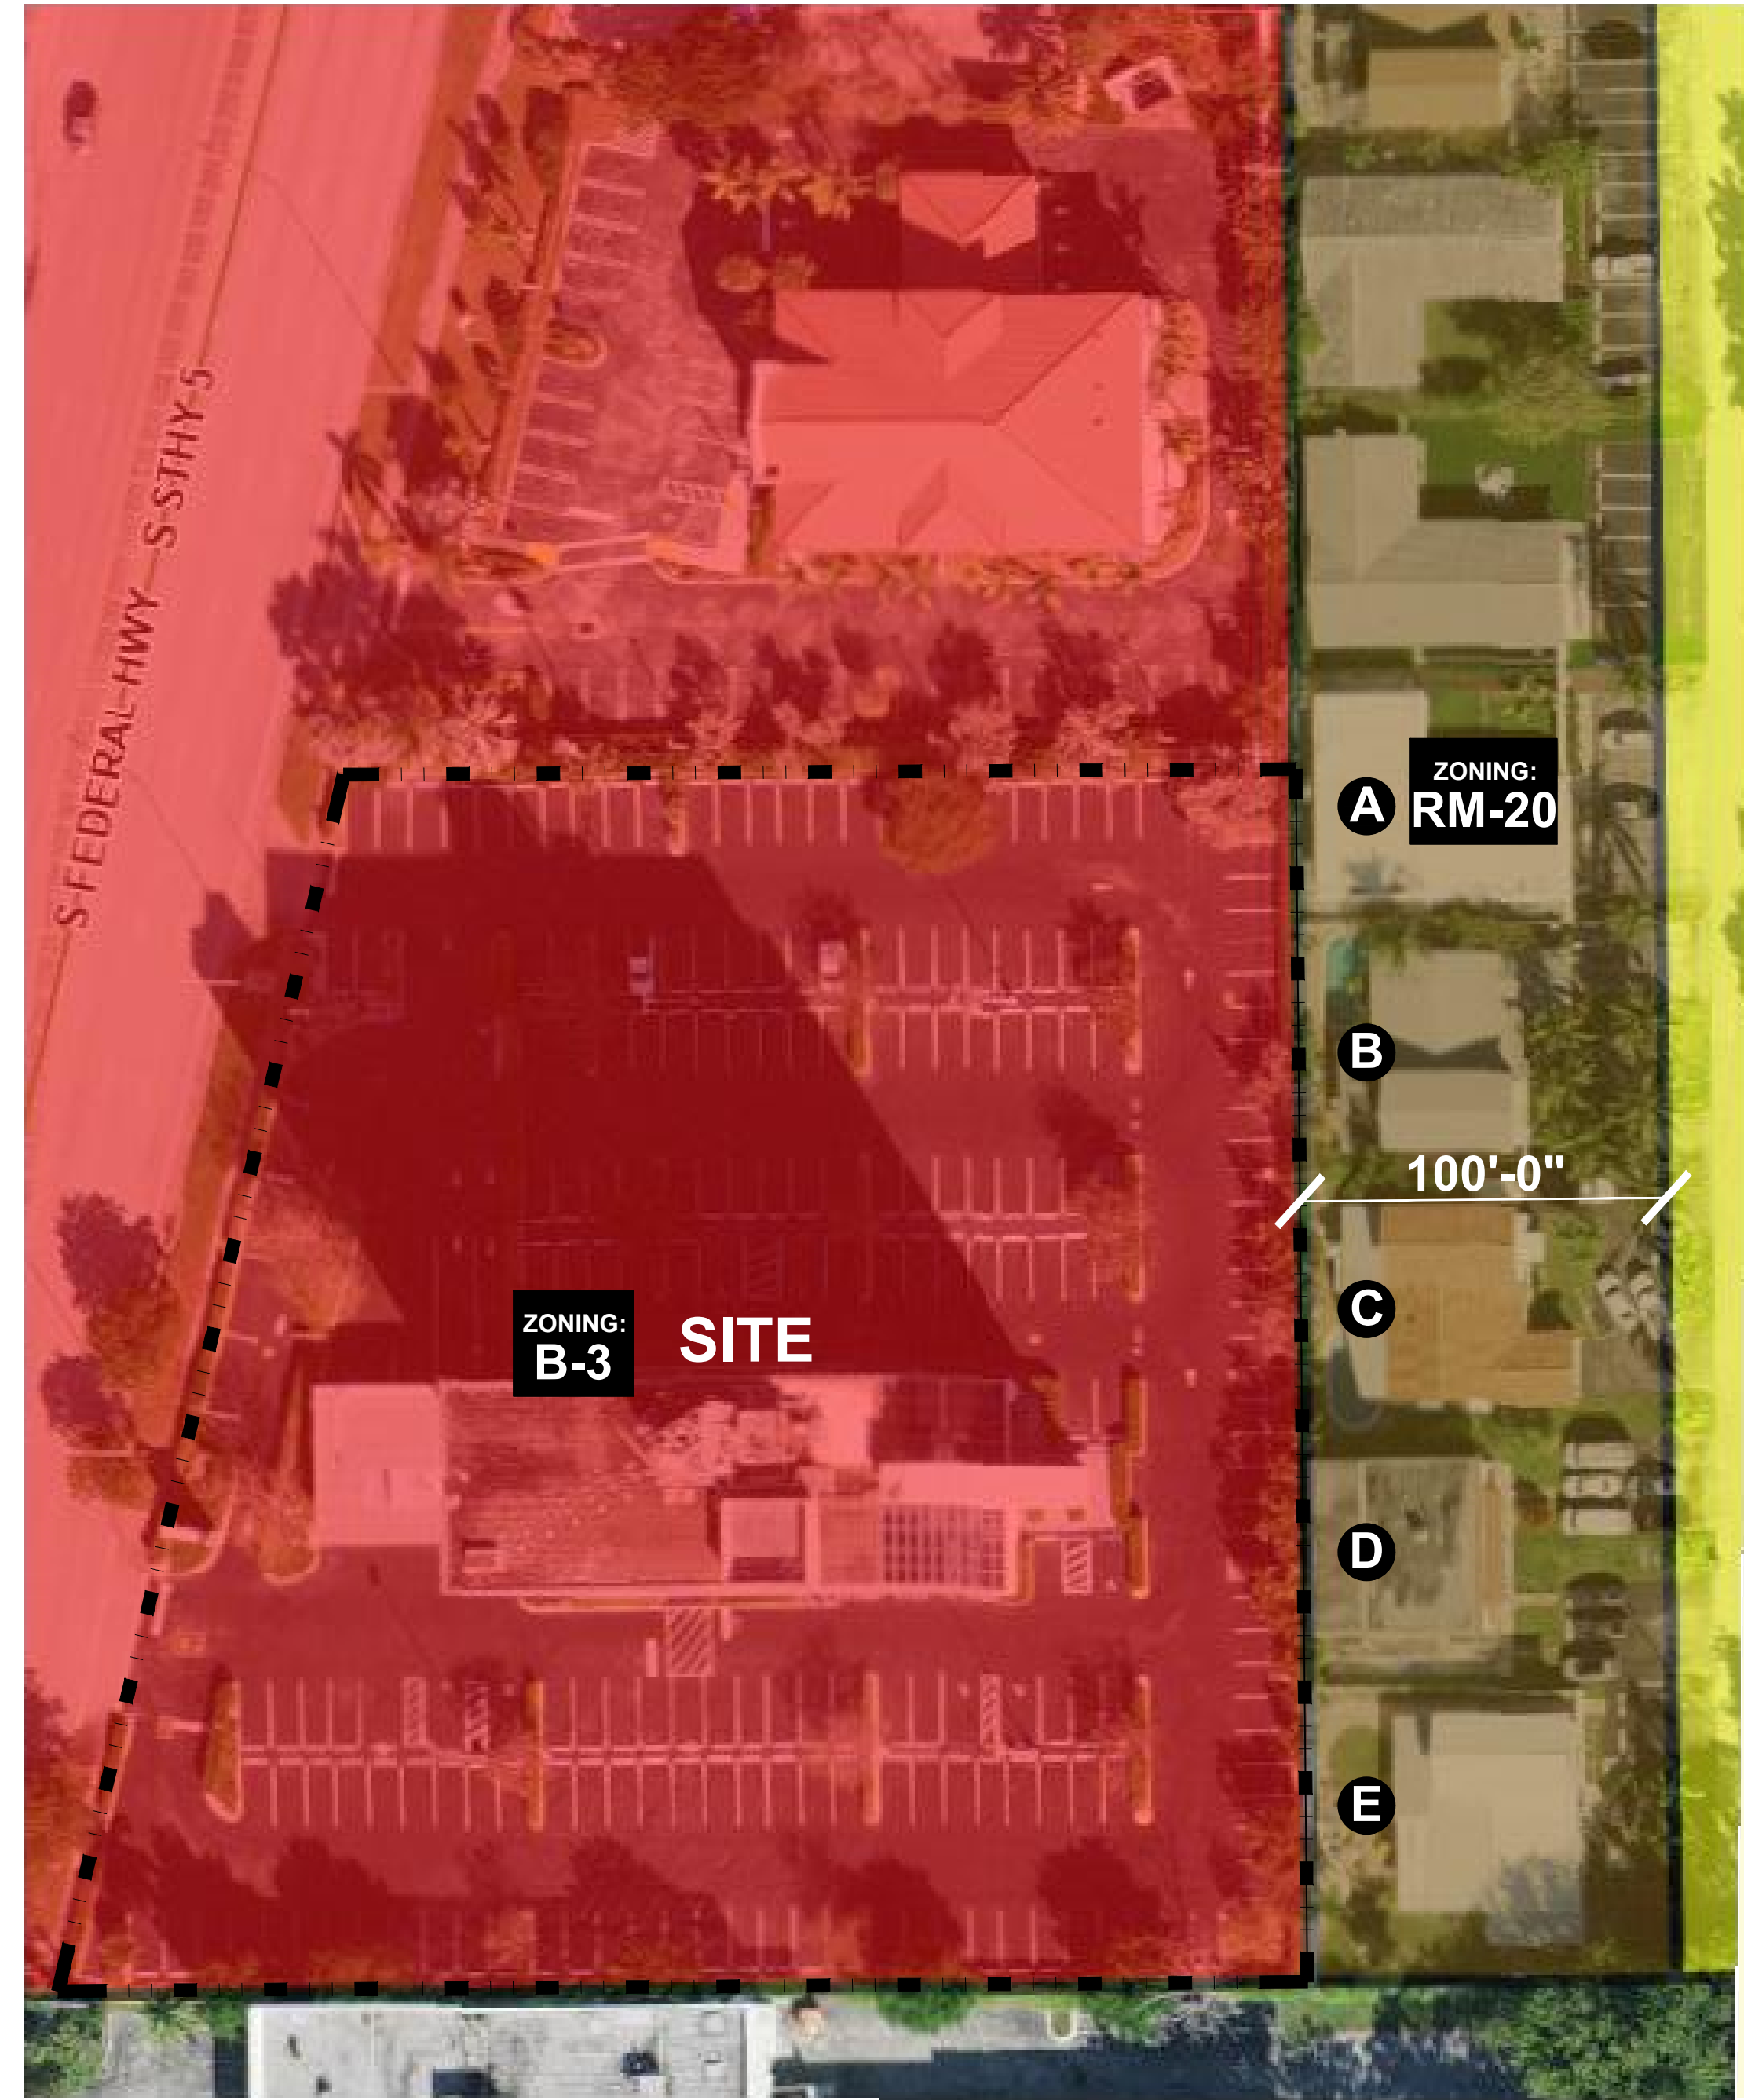 S-FEDERAL-HWY—S-STHY-5
ZONING:
RM-20
A
B
100'-0"
C
ZONING:
B-3
SITE
D
E